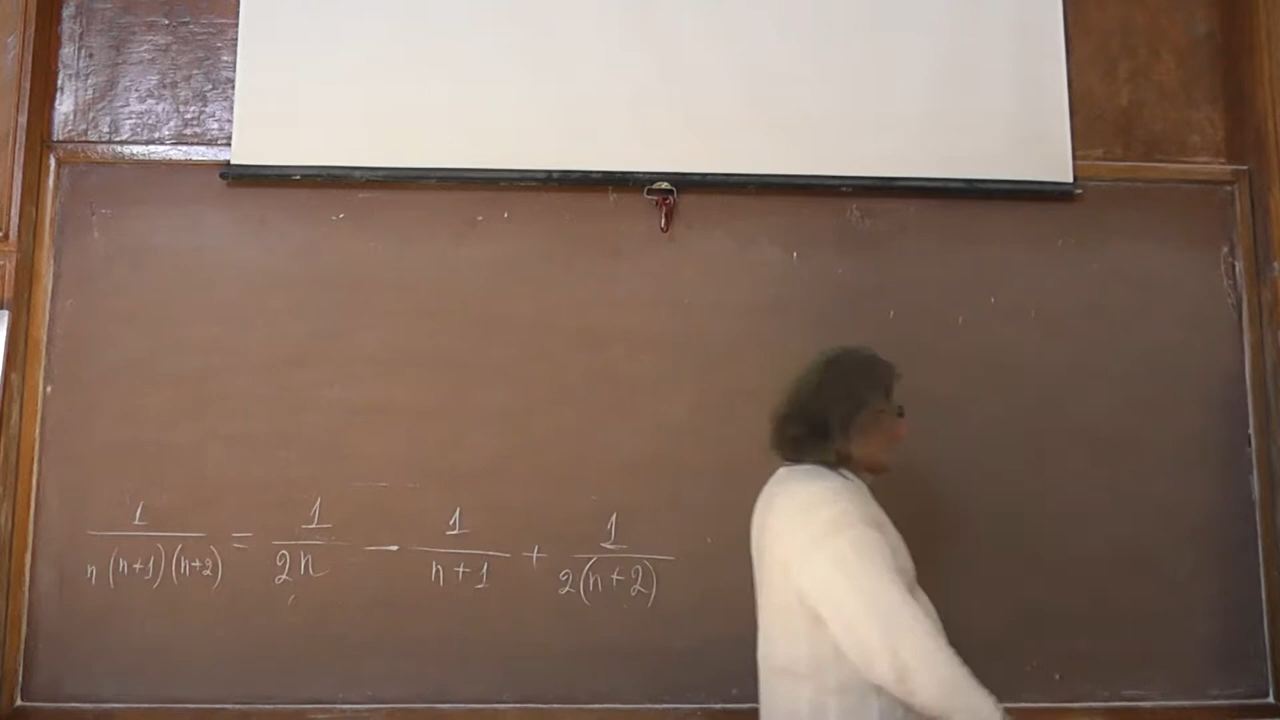 1/(n(n+1)(n+2)) = 1/(2n) - 1/(n+1) + 1/(2(n+2))